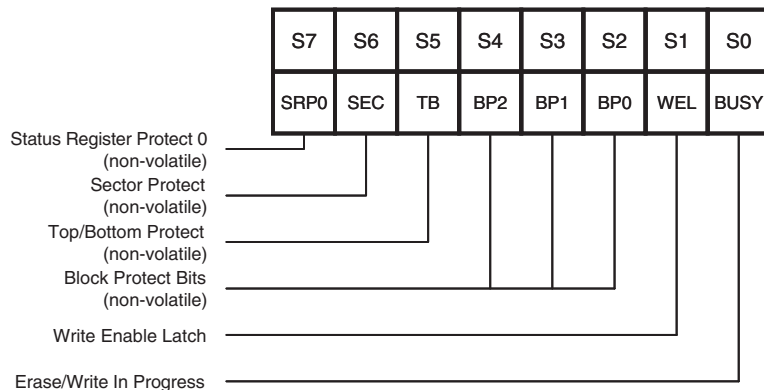 S7 S6 S5 S4 S3 S2 S1 S0
SRP0 SEC TB BP2 BP1 BP0 WEL BUSY
Status Register Protect 0
(non-volatile)
Sector Protect
(non-volatile)
Top/Bottom Protect
(non-volatile)
Block Protect Bits
(non-volatile)
Write Enable Latch
Erase/Write In Progress